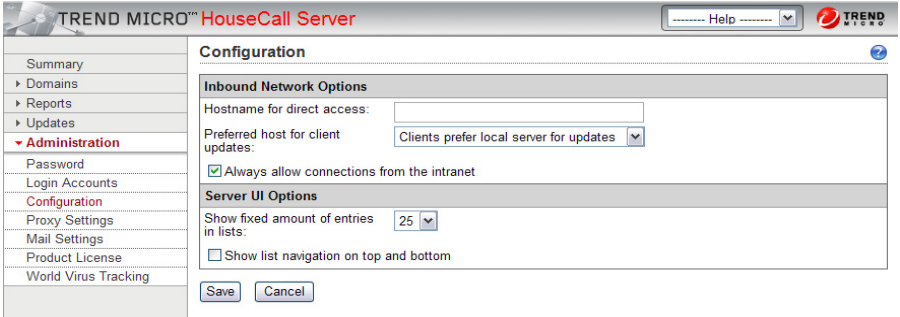 TREND MICRO™ HouseCall Server
-------- Help --------
TREND
MICRO
Summary
Domains
Reports
Updates
Administration
Password
Login Accounts
Configuration
Proxy Settings
Mail Settings
Product License
World Virus Tracking
Configuration
?
Inbound Network Options
Hostname for direct access:
Preferred host for client
updates:
Clients prefer local server for updates
Always allow connections from the intranet
Server UI Options
Show fixed amount of entries
in lists:
25
Show list navigation on top and bottom
Save
Cancel